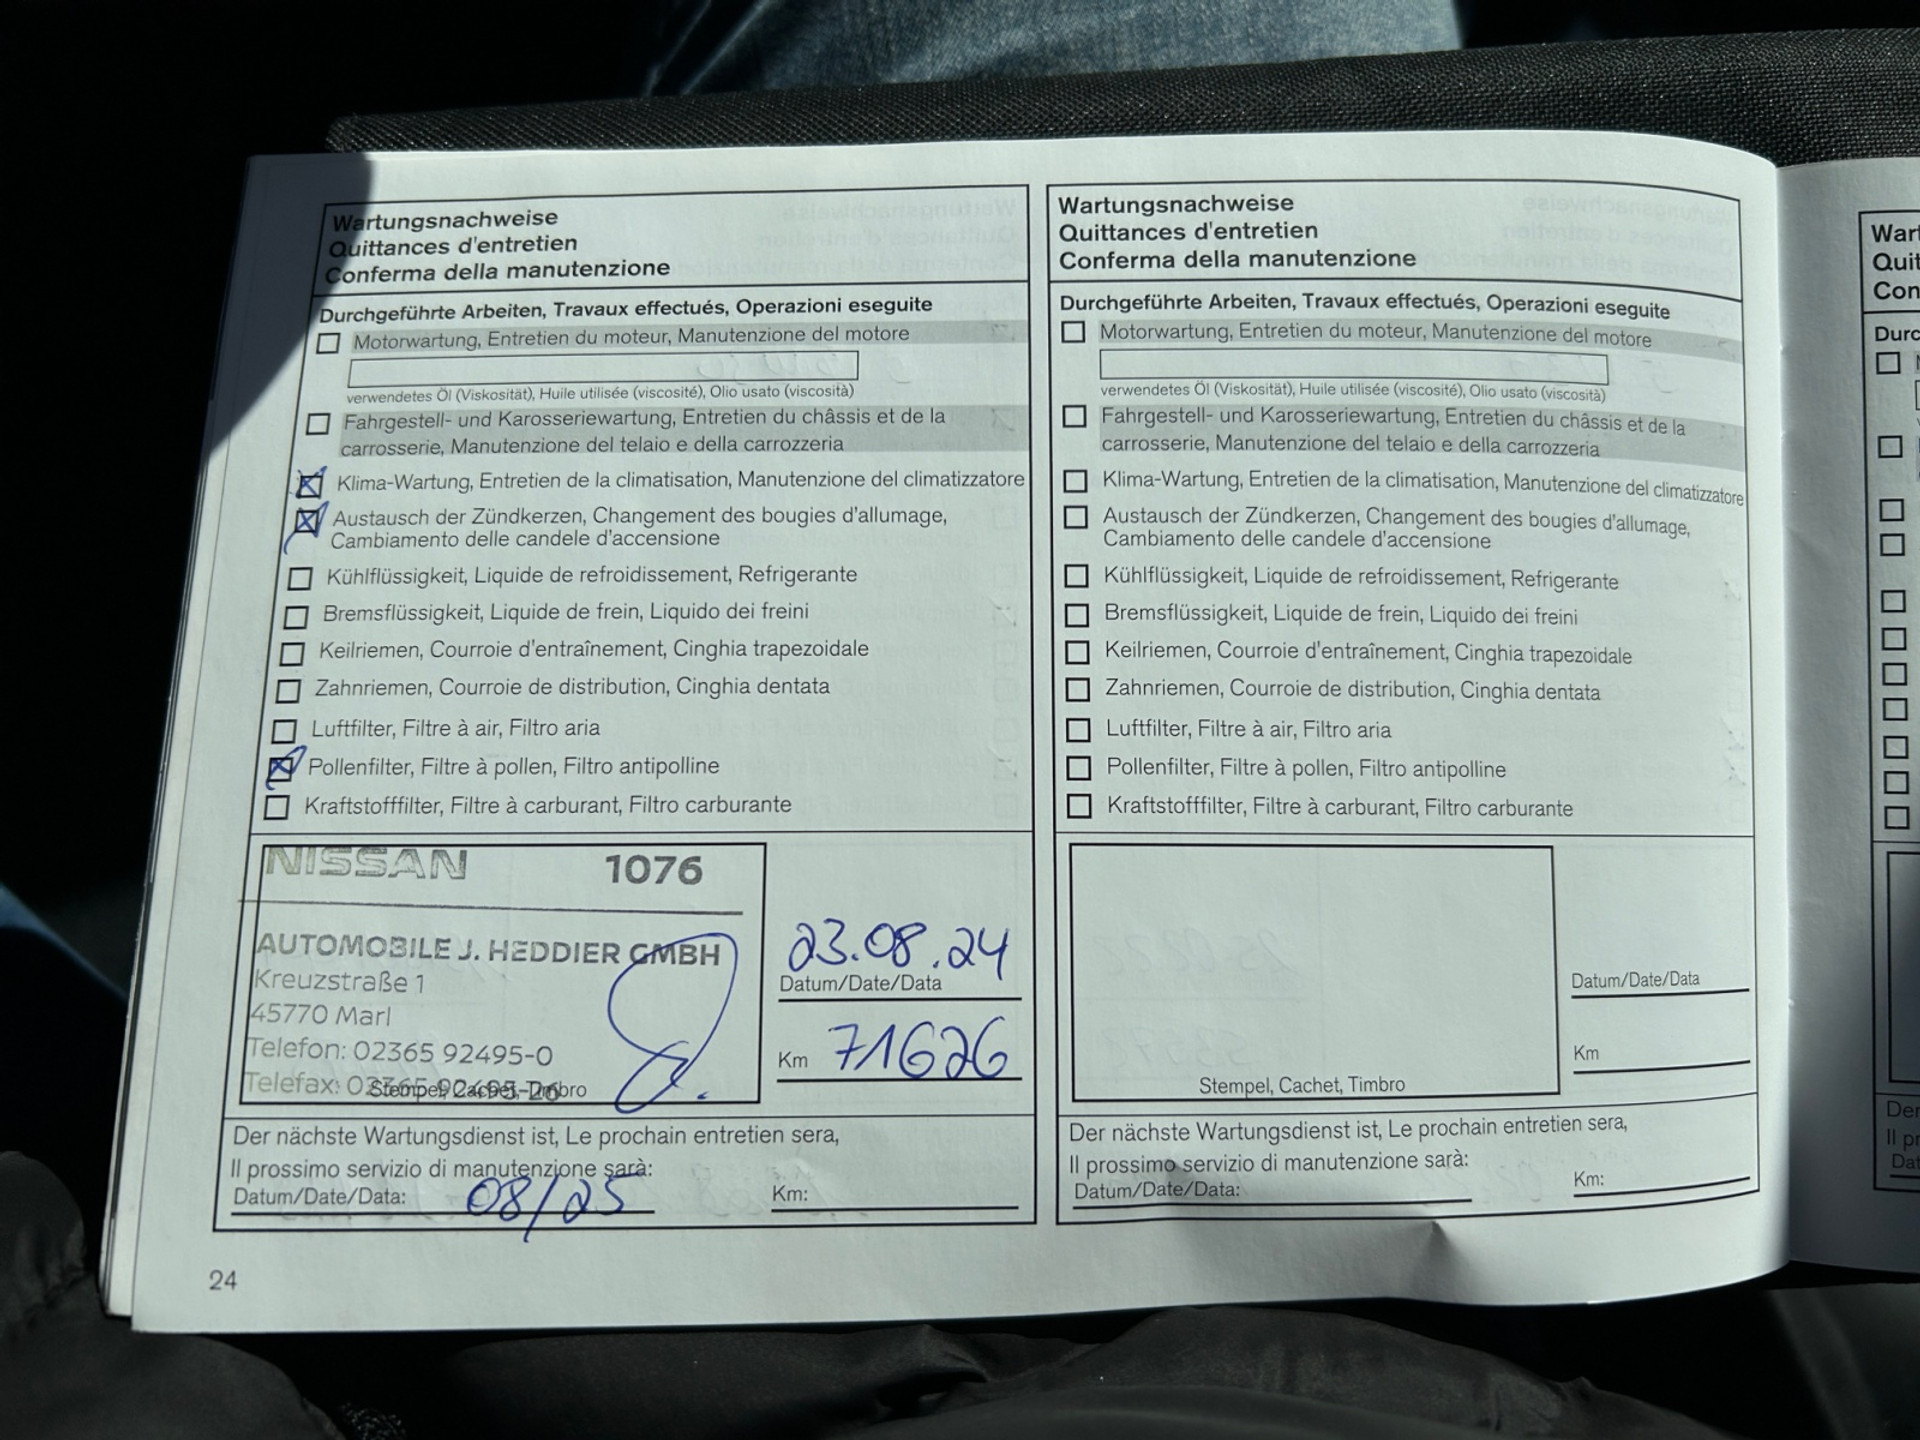 Wartungsnachweise
Quittances d'entretien
Conferma della manutenzione
Durchgeführte Arbeiten, Travaux effectués, Operazioni eseguite
Motorwartung, Entretien du moteur, Manutenzione del motore
verwendetes Öl (Viskosität), Huile utilisée (viscosité), Olio usato (viscosità)
Fahrgestell- und Karosseriewartung, Entretien du châssis et de la
carrosserie, Manutenzione del telaio e della carrozzeria
Klima-Wartung, Entretien de la climatisation, Manutenzione del climatizzatore
Austausch der Zündkerzen, Changement des bougies d'allumage,
Cambiamento delle candele d'accensione
Kühlflüssigkeit, Liquide de refroidissement, Refrigerante
Bremsflüssigkeit, Liquide de frein, Liquido dei freini
Keilriemen, Courroie d'entraînement, Cinghia trapezoidale
Zahnriemen, Courroie de distribution, Cinghia dentata
Luftfilter, Filtre à air, Filtro aria
Pollenfilter, Filtre à pollen, Filtro antipolline
Kraftstofffilter, Filtre à carburant, Filtro carburante
NISSAN 1076
AUTOMOBILE J. HEDDIER GMBH
Kreuzstraße 1
45770 Marl
Telefon: 02365 92495-0
Telefax: 02365 92495-26
Stempel, Cachet, Timbro
23.08.24
Datum/Date/Data
Km 71626
Der nächste Wartungsdienst ist, Le prochain entretien sera,
Il prossimo servizio di manutenzione sarà:
Datum/Date/Data: 08/25 Km:
24
Wartungsnachweise
Quittances d'entretien
Conferma della manutenzione
Durchgeführte Arbeiten, Travaux effectués, Operazioni eseguite
Motorwartung, Entretien du moteur, Manutenzione del motore
verwendetes Öl (Viskosität), Huile utilisée (viscosité), Olio usato (viscosità)
Fahrgestell- und Karosseriewartung, Entretien du châssis et de la
carrosserie, Manutenzione del telaio e della carrozzeria
Klima-Wartung, Entretien de la climatisation, Manutenzione del climatizzatore
Austausch der Zündkerzen, Changement des bougies d'allumage,
Cambiamento delle candele d'accensione
Kühlflüssigkeit, Liquide de refroidissement, Refrigerante
Bremsflüssigkeit, Liquide de frein, Liquido dei freini
Keilriemen, Courroie d'entraînement, Cinghia trapezoidale
Zahnriemen, Courroie de distribution, Cinghia dentata
Luftfilter, Filtre à air, Filtro aria
Pollenfilter, Filtre à pollen, Filtro antipolline
Kraftstofffilter, Filtre à carburant, Filtro carburante
Stempel, Cachet, Timbro
Datum/Date/Data
Km
Der nächste Wartungsdienst ist, Le prochain entretien sera,
Il prossimo servizio di manutenzione sarà:
Datum/Date/Data: Km: